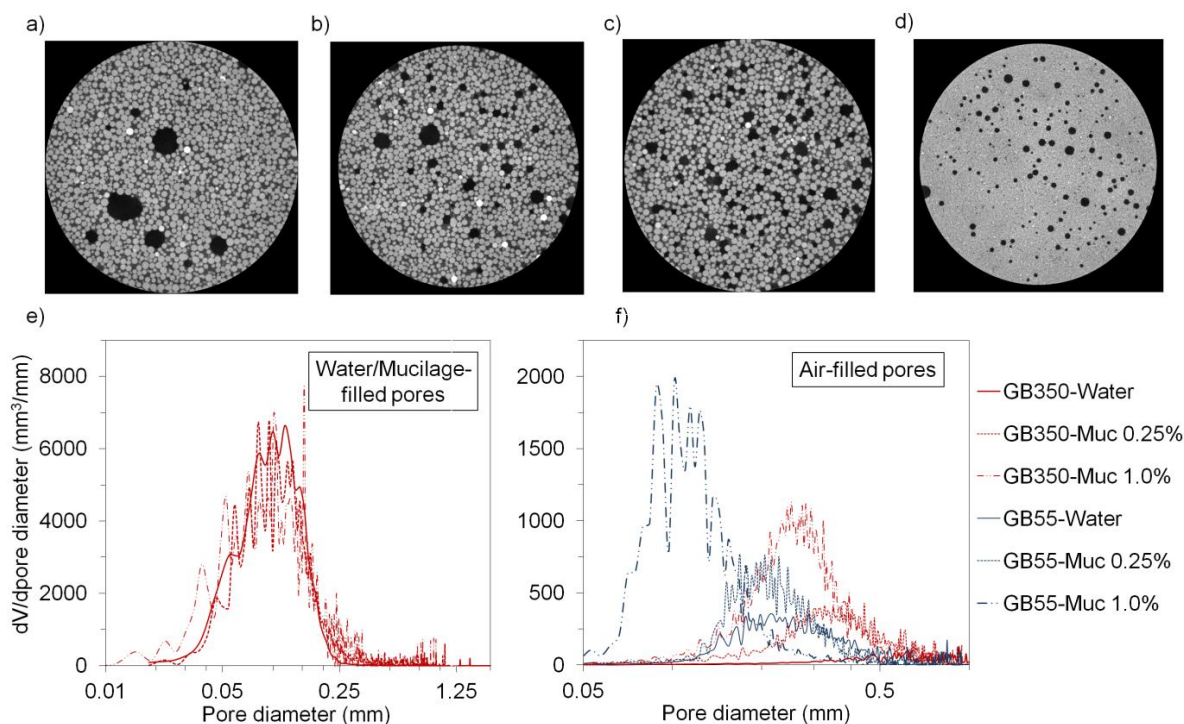 a)
b)
c)
d)
e)
f)
Water/Mucilage-
filled pores
Air-filled pores
dV/dpore diameter (mm³/mm)
8000
6000
4000
2000
0
0.01
0.05
0.25
1.25
Pore diameter (mm)
2000
1500
1000
500
0
0.05
0.5
Pore diameter (mm)
GB350-Water
GB350-Muc 0.25%
GB350-Muc 1.0%
GB55-Water
GB55-Muc 0.25%
GB55-Muc 1.0%